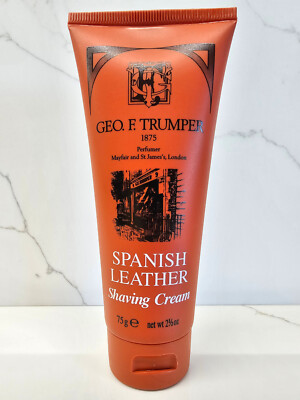 GEO. F. TRUMPER
1875
Perfumer
Mayfair and St James's, London
SPANISH
LEATHER
Shaving Cream
75g e net wt 2⅝oz